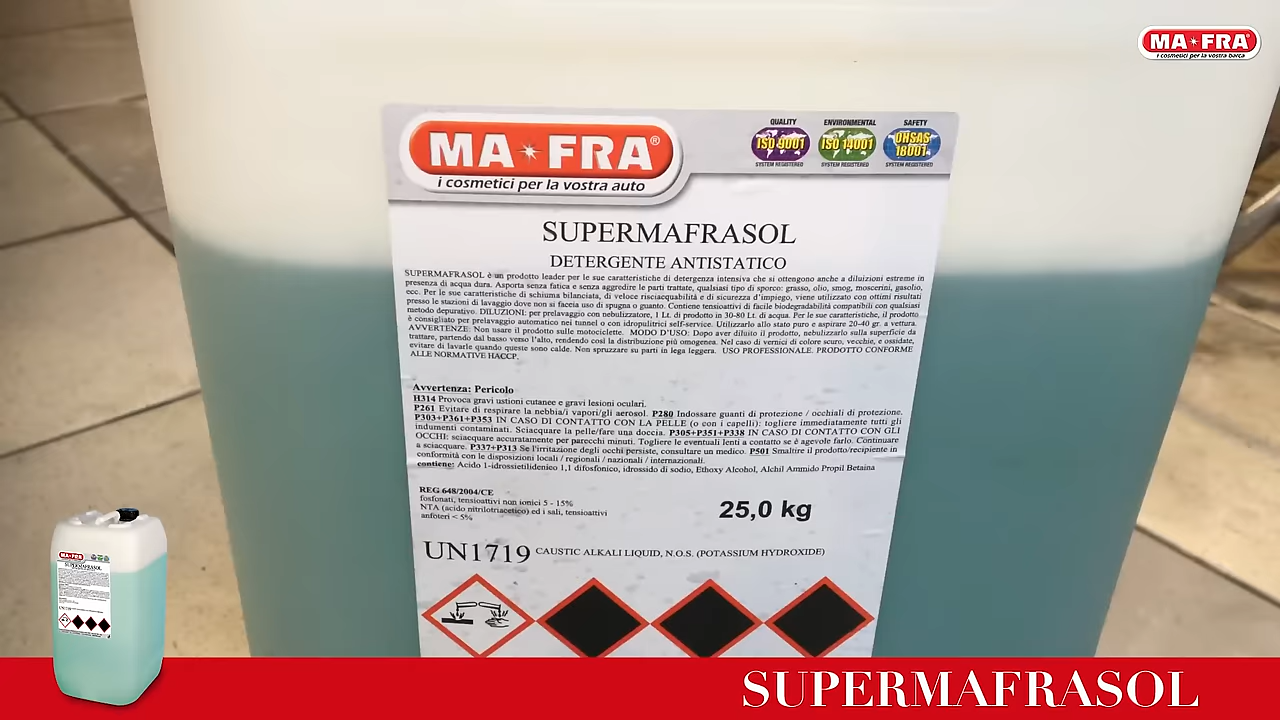 MA★FRA
i cosmetici per la vostra barca
MA★FRA®
i cosmetici per la vostra auto
QUALITY
ISO 9001
SYSTEM REGISTERED
ENVIRONMENTAL
ISO 14001
SYSTEM REGISTERED
SAFETY
OHSAS 18001
SYSTEM REGISTERED
SUPERMAFRASOL
DETERGENTE ANTISTATICO
SUPERMAFRASOL è un prodotto leader per le sue caratteristiche di detergenza intensiva che si ottengono anche a diluizioni estreme in
presenza di acqua dura. Asporta senza fatica e senza aggredire le parti trattate, qualsiasi tipo di sporco: grasso, olio, smog, moscerini, gasolio,
ecc. Per le sue caratteristiche di schiuma bilanciata, di veloce risciacquabilità e di sicurezza d'impiego, viene utilizzato con ottimi risultati
presso le stazioni di lavaggio dove non si faccia uso di spugna o guanto. Contiene tensioattivi di facile biodegradabilità compatibili con qualsiasi
metodo depurativo. DILUZIONI: per prelavaggio con nebulizzatore, 1 Lt. di prodotto in 30-80 Lt. di acqua. Per le sue caratteristiche, il prodotto
è consigliato per prelavaggio automatico nei tunnel o con idropulitrici self-service. Utilizzarlo allo stato puro e aspirare 20-40 gr. a vettura.
AVVERTENZE: Non usare il prodotto sulle motociclette. MODO D'USO: Dopo aver diluito il prodotto, nebulizzarlo sulla superficie da
trattare, partendo dal basso verso l'alto, rendendo così la distribuzione più omogenea. Nel caso di vernici di colore scuro, vecchie, e ossidate,
evitare di lavarle quando queste sono calde. Non spruzzare su parti in lega leggera. USO PROFESSIONALE. PRODOTTO CONFORME
ALLE NORMATIVE HACCP.
Avvertenza: Pericolo
H314 Provoca gravi ustioni cutanee e gravi lesioni oculari.
P261 Evitare di respirare la nebbia/i vapori/gli aerosol. P280 Indossare guanti di protezione / occhiali di protezione.
P303+P361+P353 IN CASO DI CONTATTO CON LA PELLE (o con i capelli): togliere immediatamente tutti gli
indumenti contaminati. Sciacquare la pelle/fare una doccia. P305+P351+P338 IN CASO DI CONTATTO CON GLI
OCCHI: sciacquare accuratamente per parecchi minuti. Togliere le eventuali lenti a contatto se è agevole farlo. Continuare
a sciacquare. P337+P313 Se l'irritazione degli occhi persiste, consultare un medico. P501 Smaltire il prodotto/recipiente in
conformità con le disposizioni locali / regionali / nazionali / internazionali.
contiene: Acido 1-idrossietilidenico 1,1 difosfonico, idrossido di sodio, Ethoxy Alcohol, Alchil Ammido Propil Betaina
REG.648/2004/CE
fosfonati, tensioattivi non ionici 5 - 15%
NTA (acido nitrilotriacetico) ed i sali, tensioattivi
anfoteri < 5%
25,0 kg
UN1719 CAUSTIC ALKALI LIQUID, N.O.S. (POTASSIUM HYDROXIDE)
MA★FRA
SUPERMAFRASOL
SUPERMAFRASOL